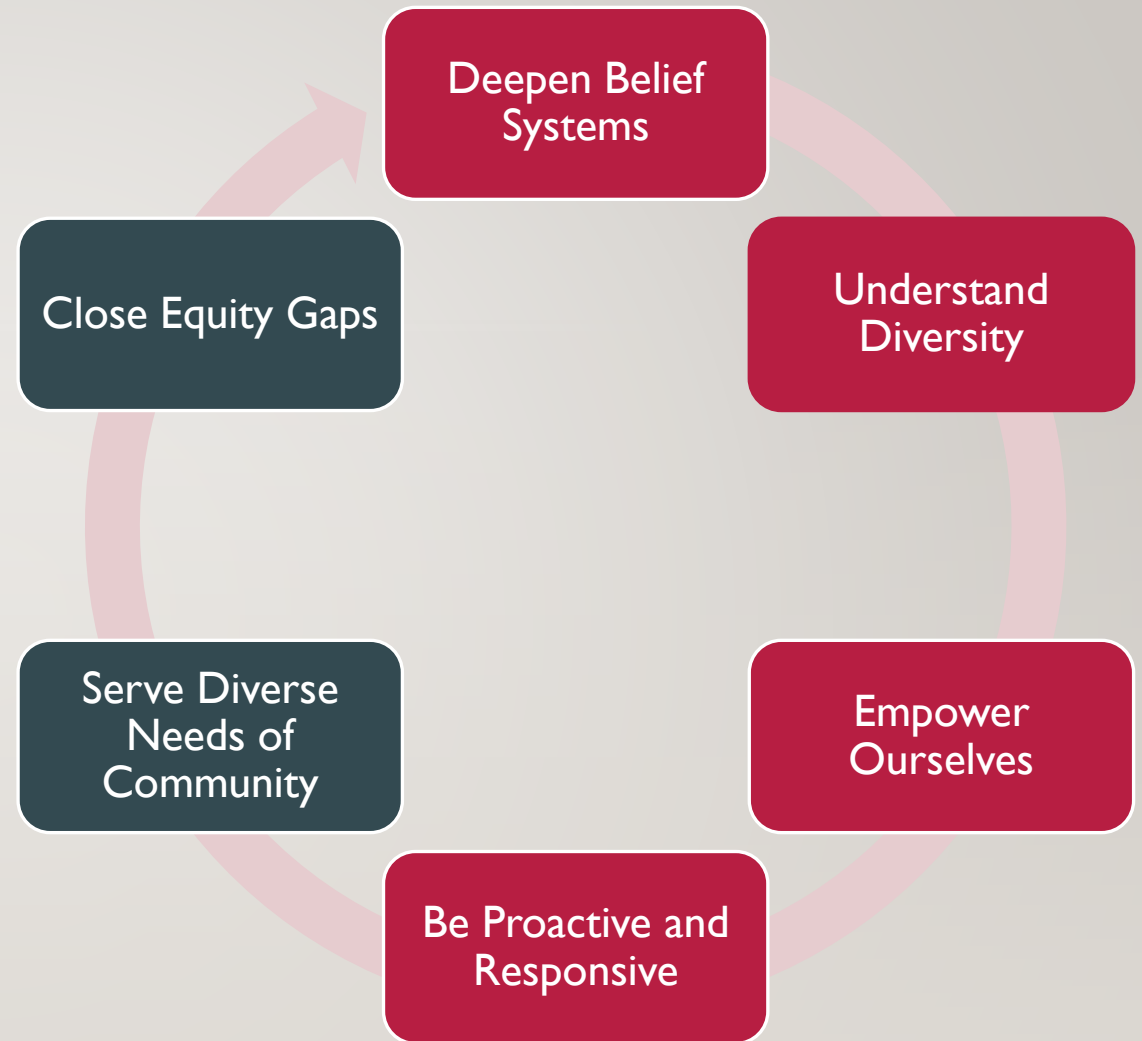 Deepen Belief
Systems
Understand
Diversity
Empower
Ourselves
Be Proactive and
Responsive
Serve Diverse
Needs of
Community
Close Equity Gaps